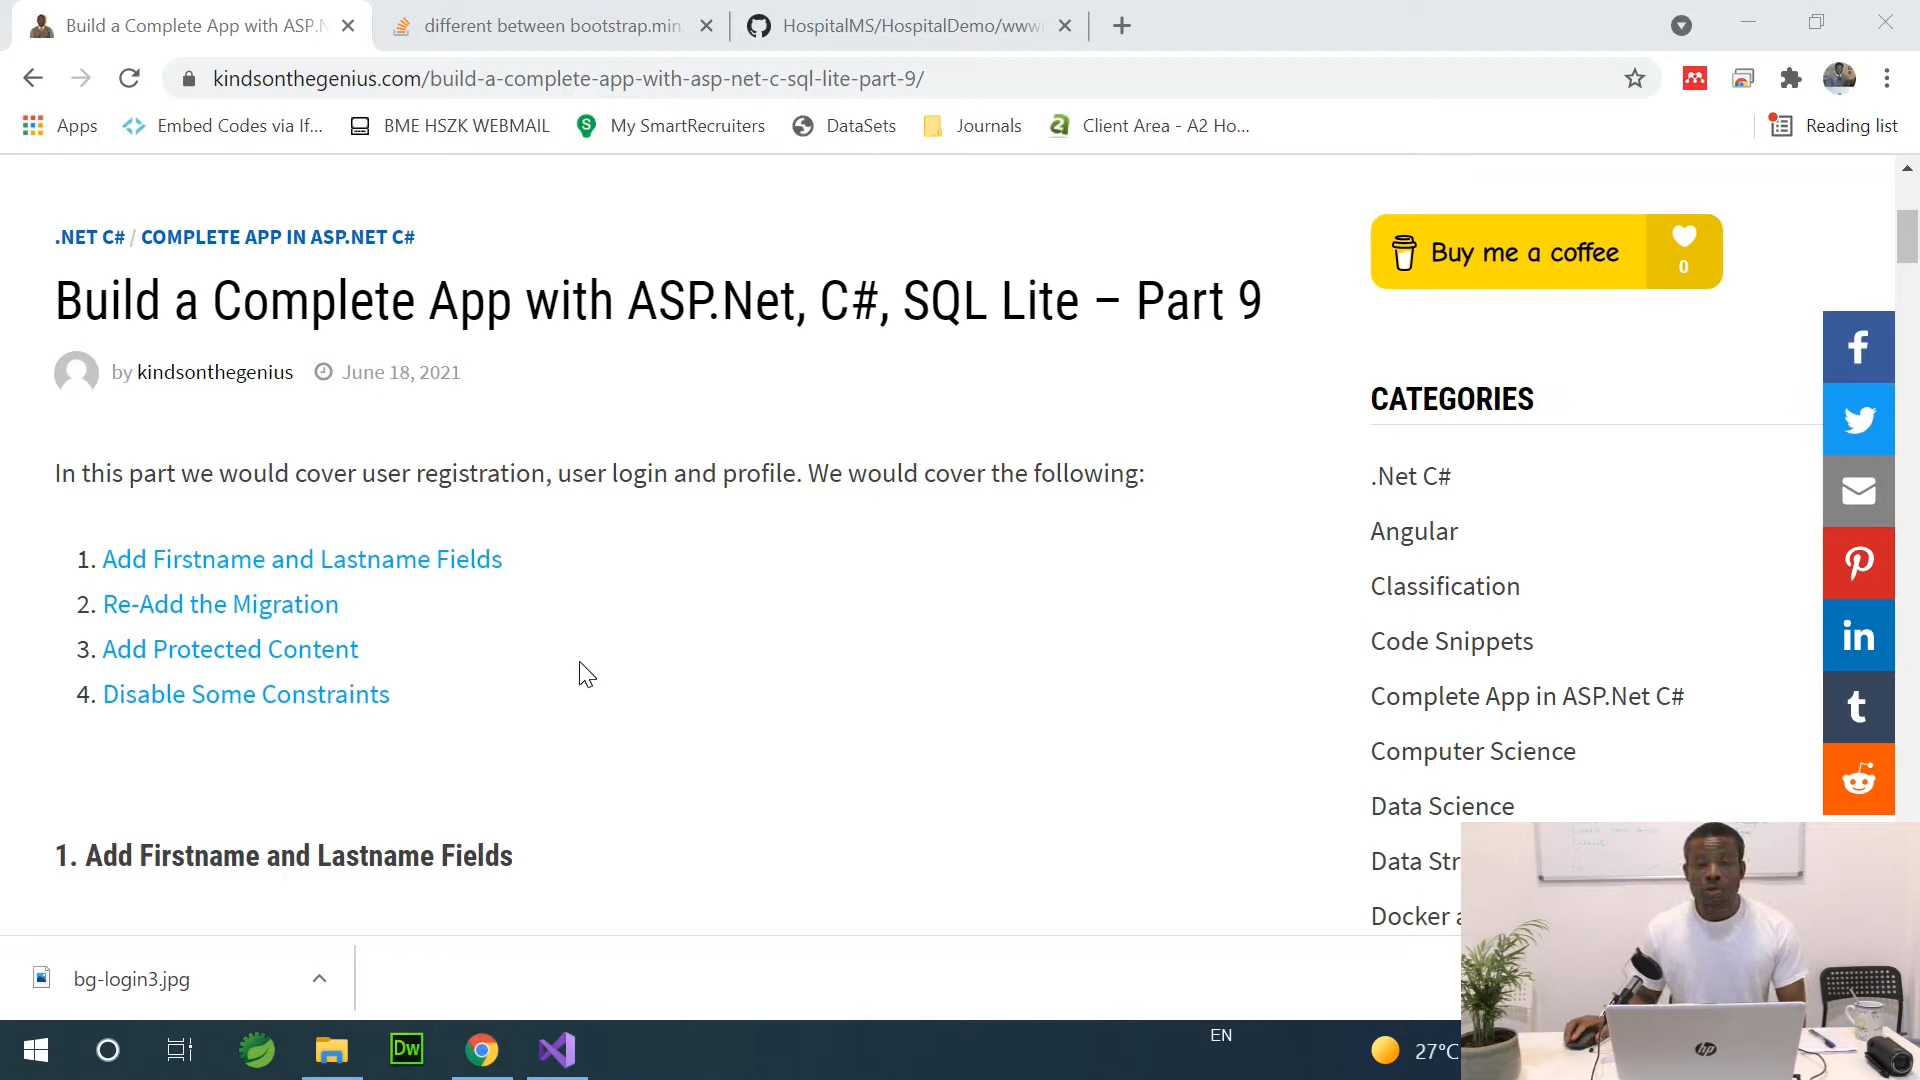 Build a Complete App with ASP.N
different between bootstrap.min
HospitalMS/HospitalDemo/www
kindsonthegenius.com/build-a-complete-app-with-asp-net-c-sql-lite-part-9/
Apps
Embed Codes via If...
BME HSZK WEBMAIL
My SmartRecruiters
DataSets
Journals
Client Area - A2 Ho...
Reading list
.NET C# / COMPLETE APP IN ASP.NET C#
Build a Complete App with ASP.Net, C#, SQL Lite – Part 9
by kindsonthegenius June 18, 2021
In this part we would cover user registration, user login and profile. We would cover the following:
1. Add Firstname and Lastname Fields
2. Re-Add the Migration
3. Add Protected Content
4. Disable Some Constraints
1. Add Firstname and Lastname Fields
Buy me a coffee
0
CATEGORIES
.Net C#
Angular
Classification
Code Snippets
Complete App in ASP.Net C#
Computer Science
Data Science
Data Str
Docker
bg-login3.jpg
Dw
EN
27°C
hp